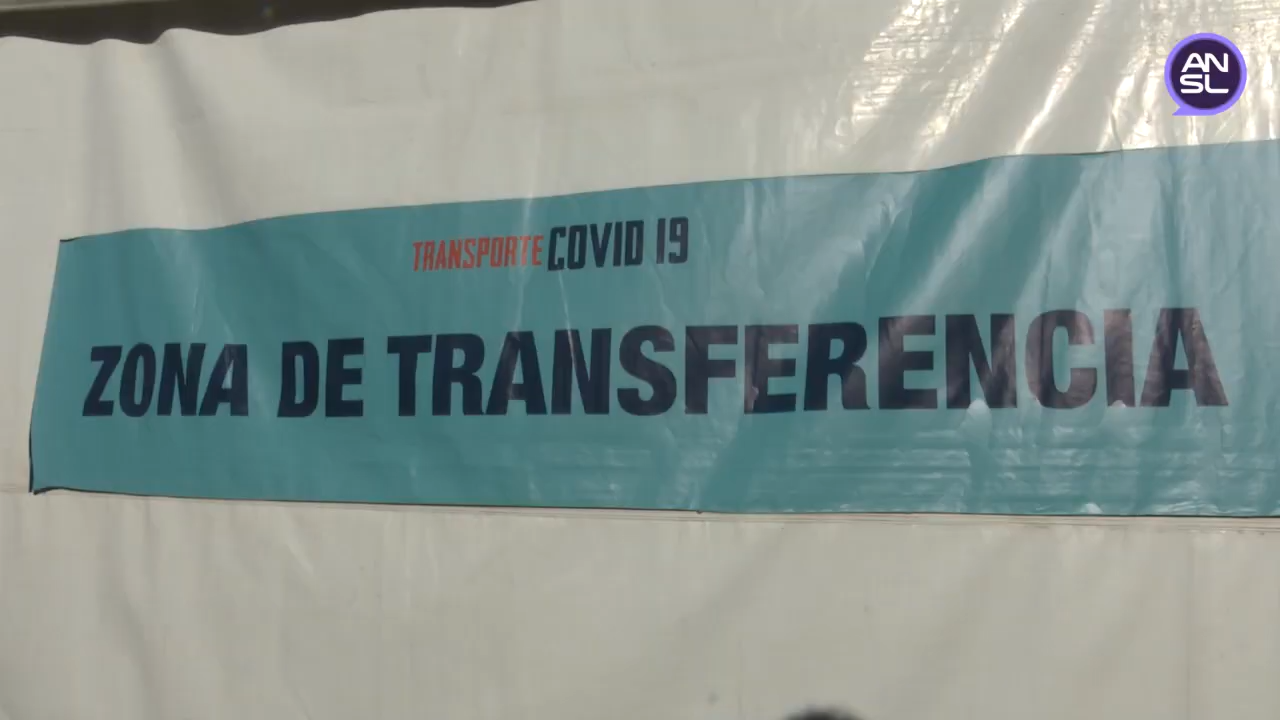 AN
SL
TRANSPORTE COVID 19
ZONA DE TRANSFERENCIA